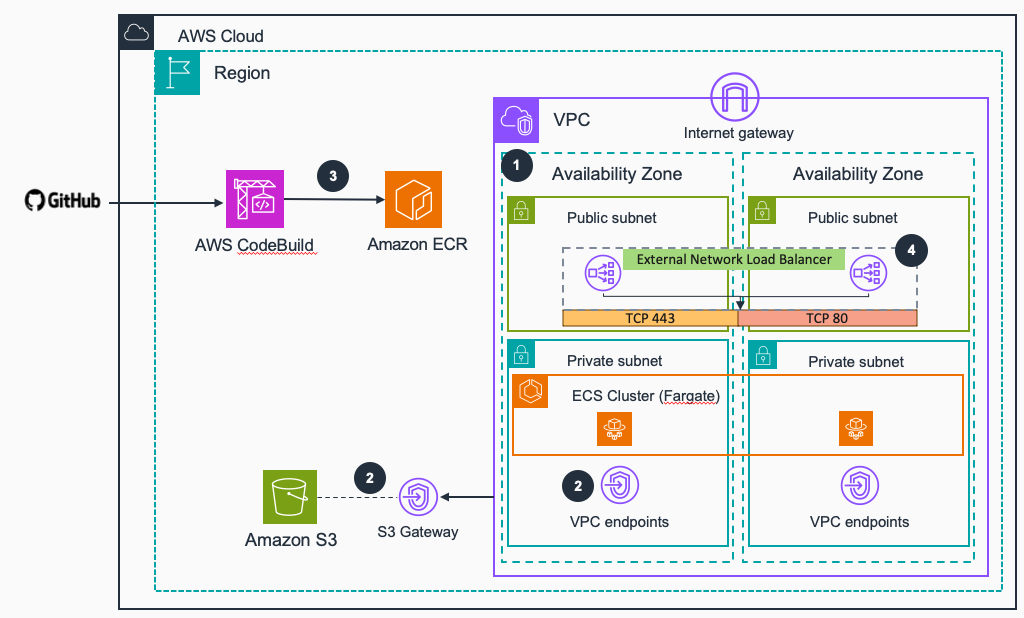 AWS Cloud
Region
VPC
Internet gateway
1
Availability Zone
Availability Zone
3
GitHub
AWS CodeBuild
Amazon ECR
Public subnet
Public subnet
External Network Load Balancer
4
TCP 443
TCP 80
Private subnet
Private subnet
ECS Cluster (Fargate)
2
2
Amazon S3
S3 Gateway
VPC endpoints
VPC endpoints